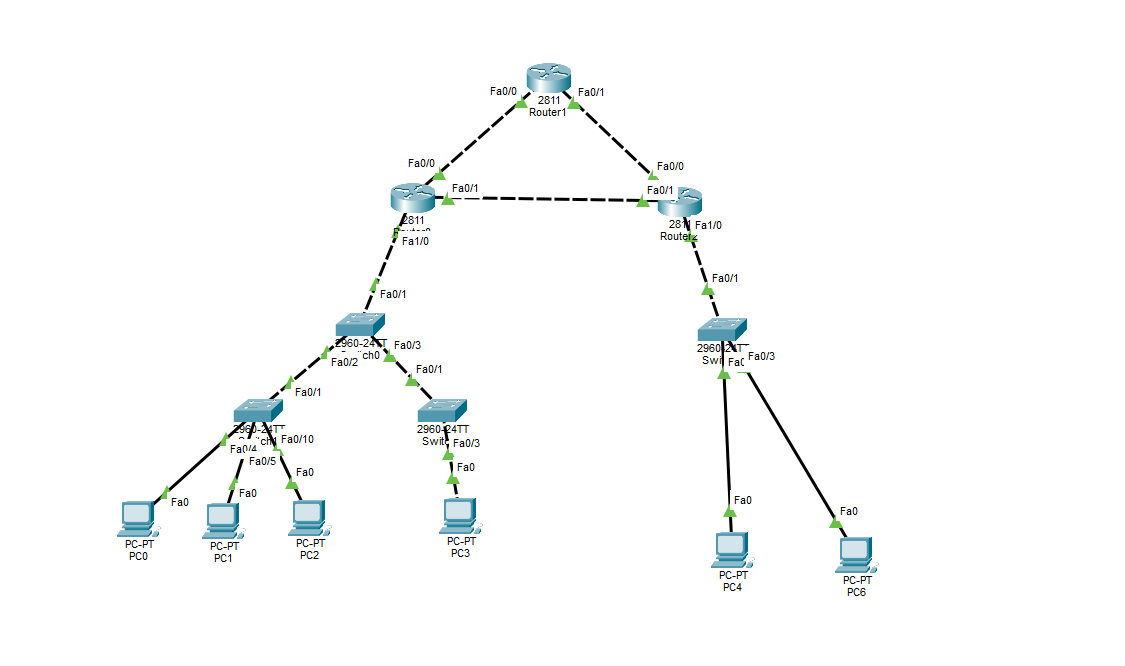 Fa0/0
Fa0/1
2811
Router1
Fa0/0
Fa0/0
Fa0/1
Fa0/1
2811
Fa1/0
Fa1/0
Fa0/1
Fa0/1
2960-24TT
Fa0/3
Fa0/2
Fa0/3
Fa0/1
Fa0/1
2960-24TT
Fa0/10
Fa0/4
Fa0/5
Fa0/3
Fa0
Fa0
Fa0
Fa0
Fa0
Fa0
PC-PT
PC0
PC-PT
PC1
PC-PT
PC2
PC-PT
PC3
PC-PT
PC4
PC-PT
PC6